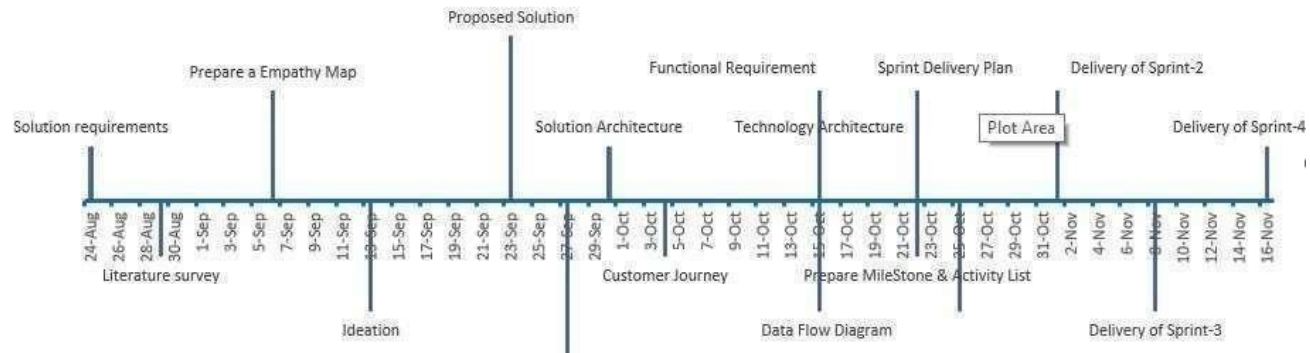 Proposed Solution
Prepare a Empathy Map
Functional Requirement
Sprint Delivery Plan
Delivery of Sprint-2
Solution requirements
Solution Architecture
Technology Architecture
Plot Area
Delivery of Sprint-4
24-Aug
26-Aug
28-Aug
30-Aug
1-Sep
3-Sep
5-Sep
7-Sep
9-Sep
11-Sep
13-Sep
15-Sep
17-Sep
19-Sep
21-Sep
23-Sep
25-Sep
27-Sep
29-Sep
1-Oct
3-Oct
5-Oct
7-Oct
9-Oct
11-Oct
13-Oct
15-Oct
17-Oct
19-Oct
21-Oct
23-Oct
25-Oct
27-Oct
29-Oct
31-Oct
2-Nov
4-Nov
6-Nov
8-Nov
10-Nov
12-Nov
14-Nov
16-Nov
Literature survey
Customer Journey
Prepare MileStone & Activity List
Ideation
Data Flow Diagram
Delivery of Sprint-3